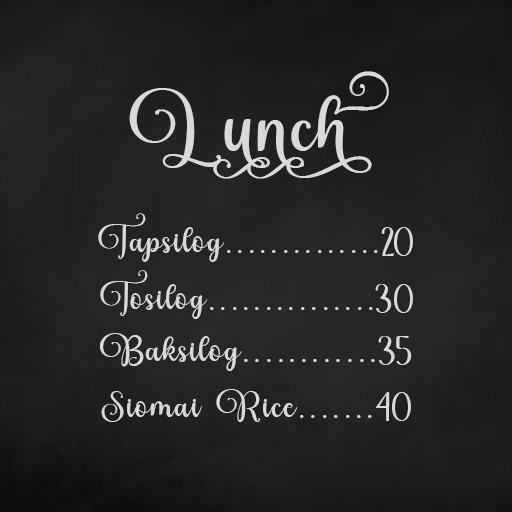 Lunch
Tapsilog..............20
Tosilog...............30
Baksilog............35
Siomai Rice.......40